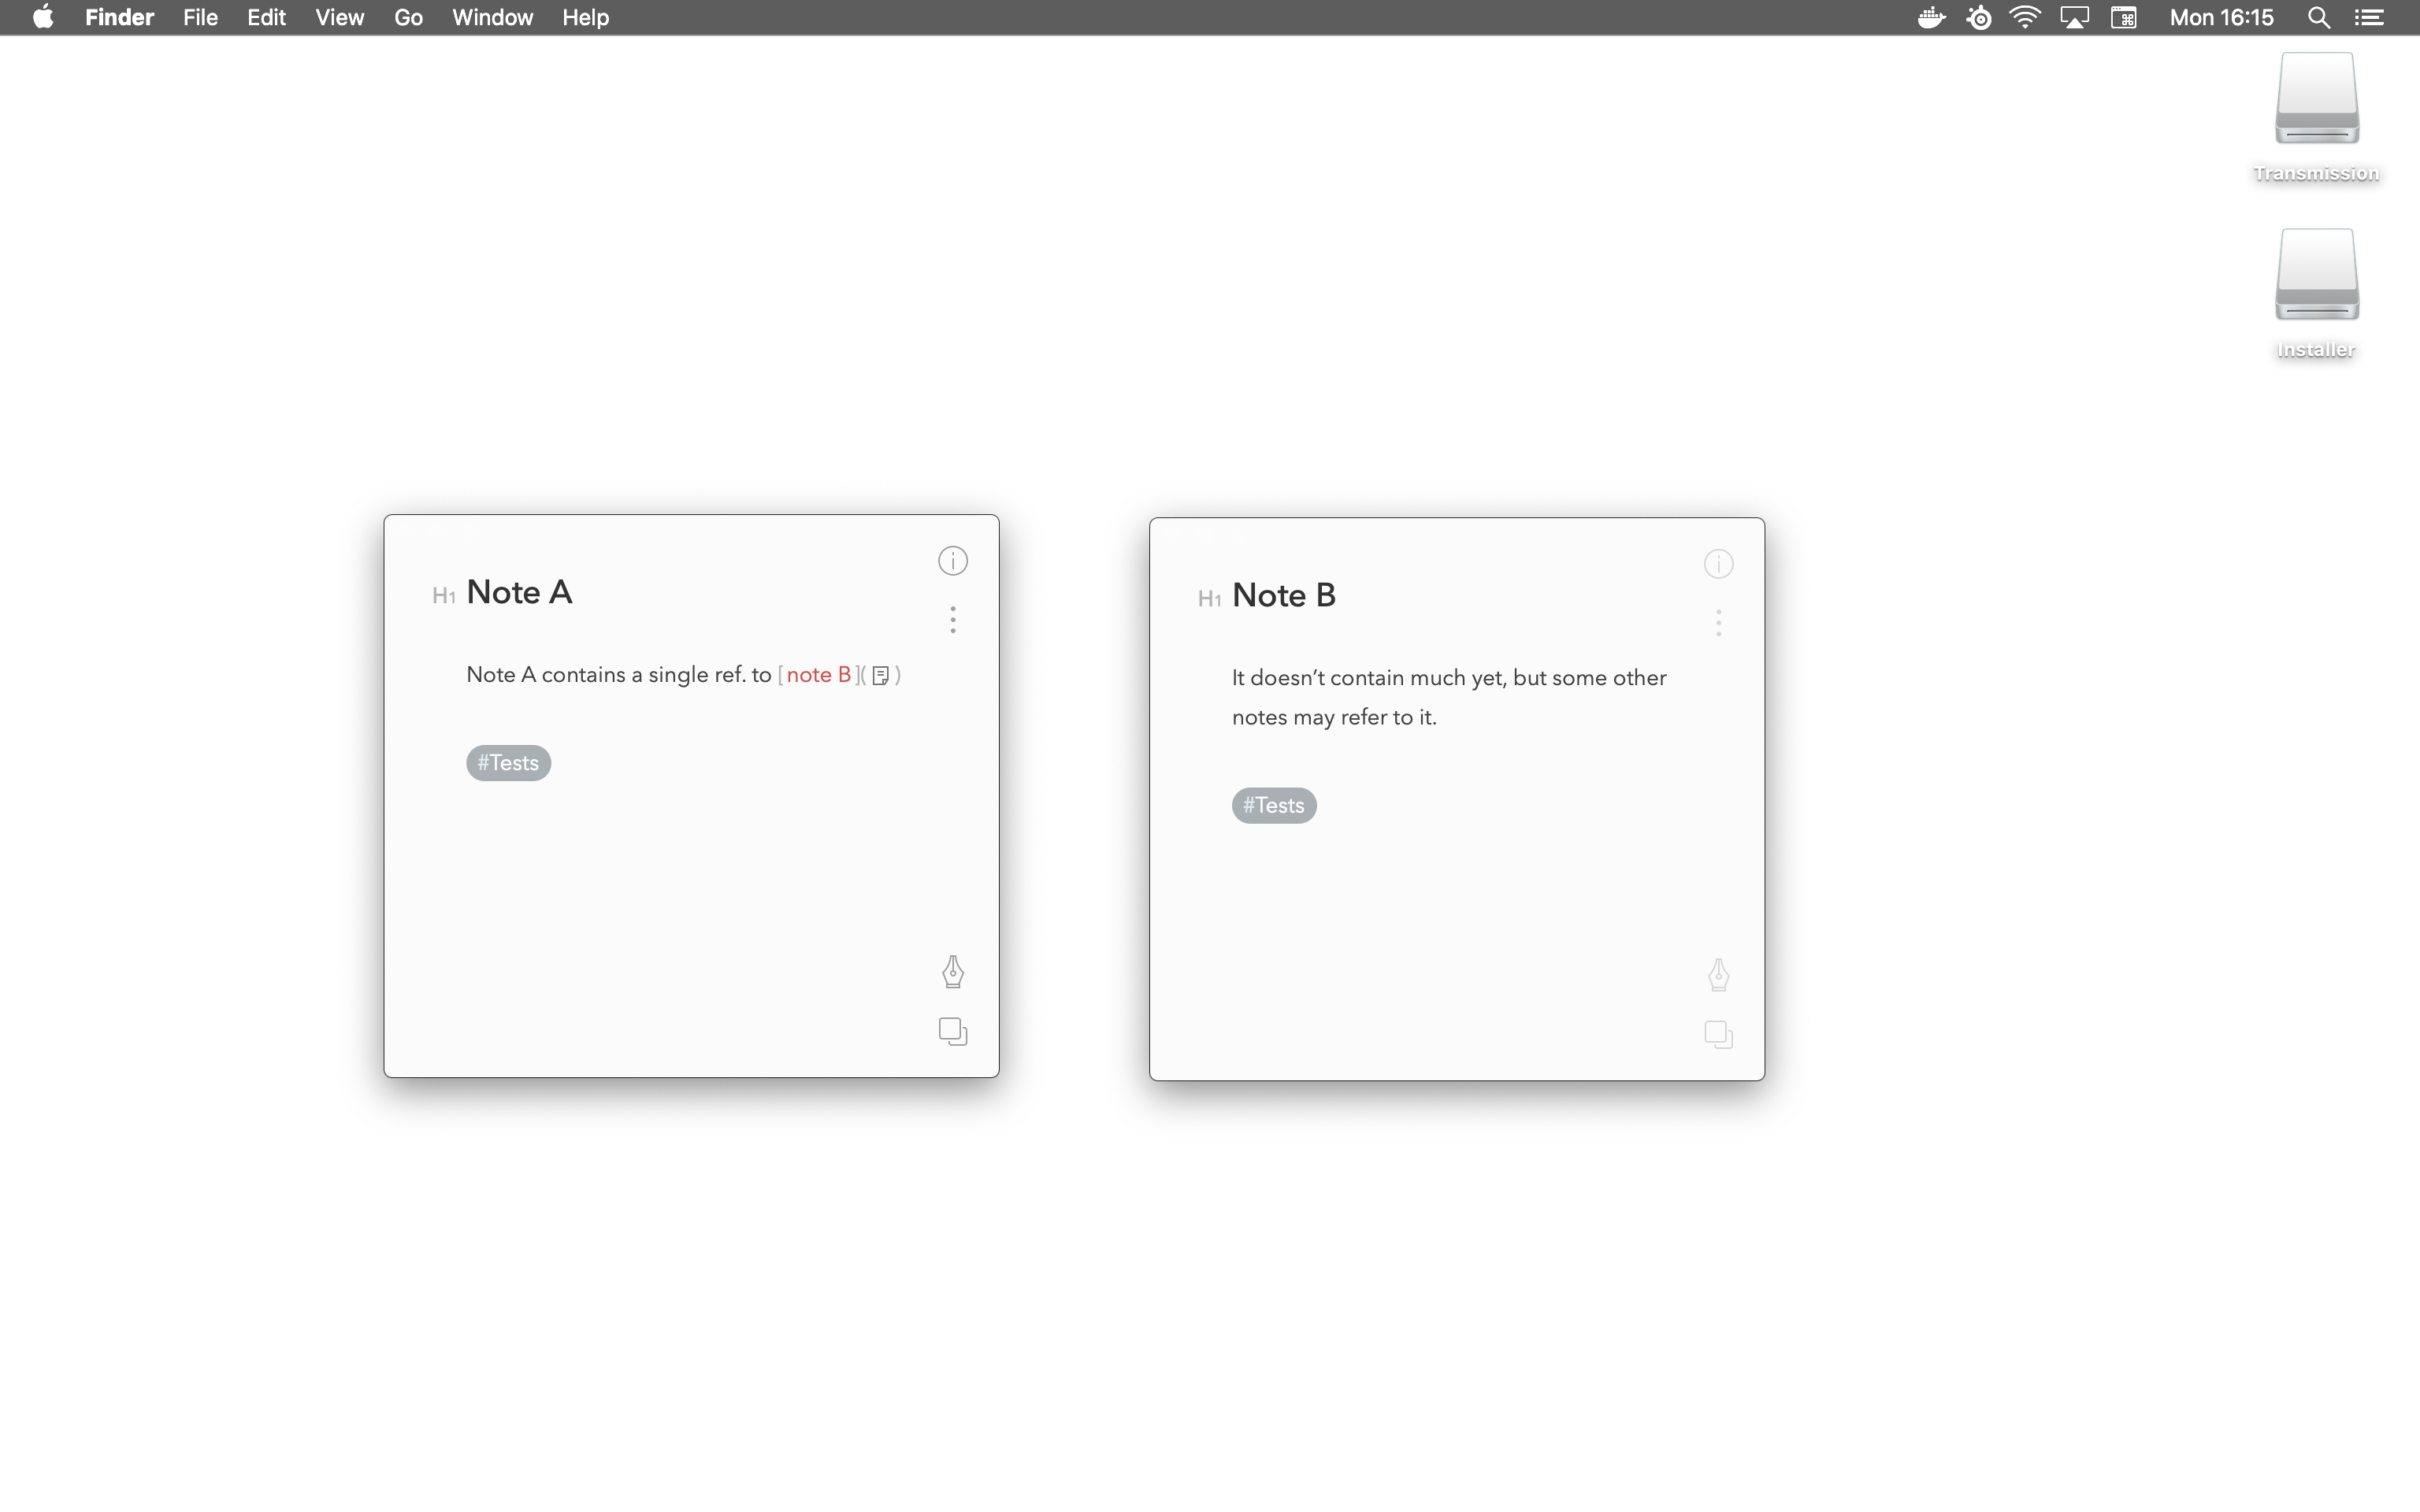 Finder File Edit View Go Window Help Mon 16:15
Transmission
Installer
H1 Note A
Note A contains a single ref. to [note B]( )
#Tests
H1 Note B
It doesn’t contain much yet, but some other
notes may refer to it.
#Tests